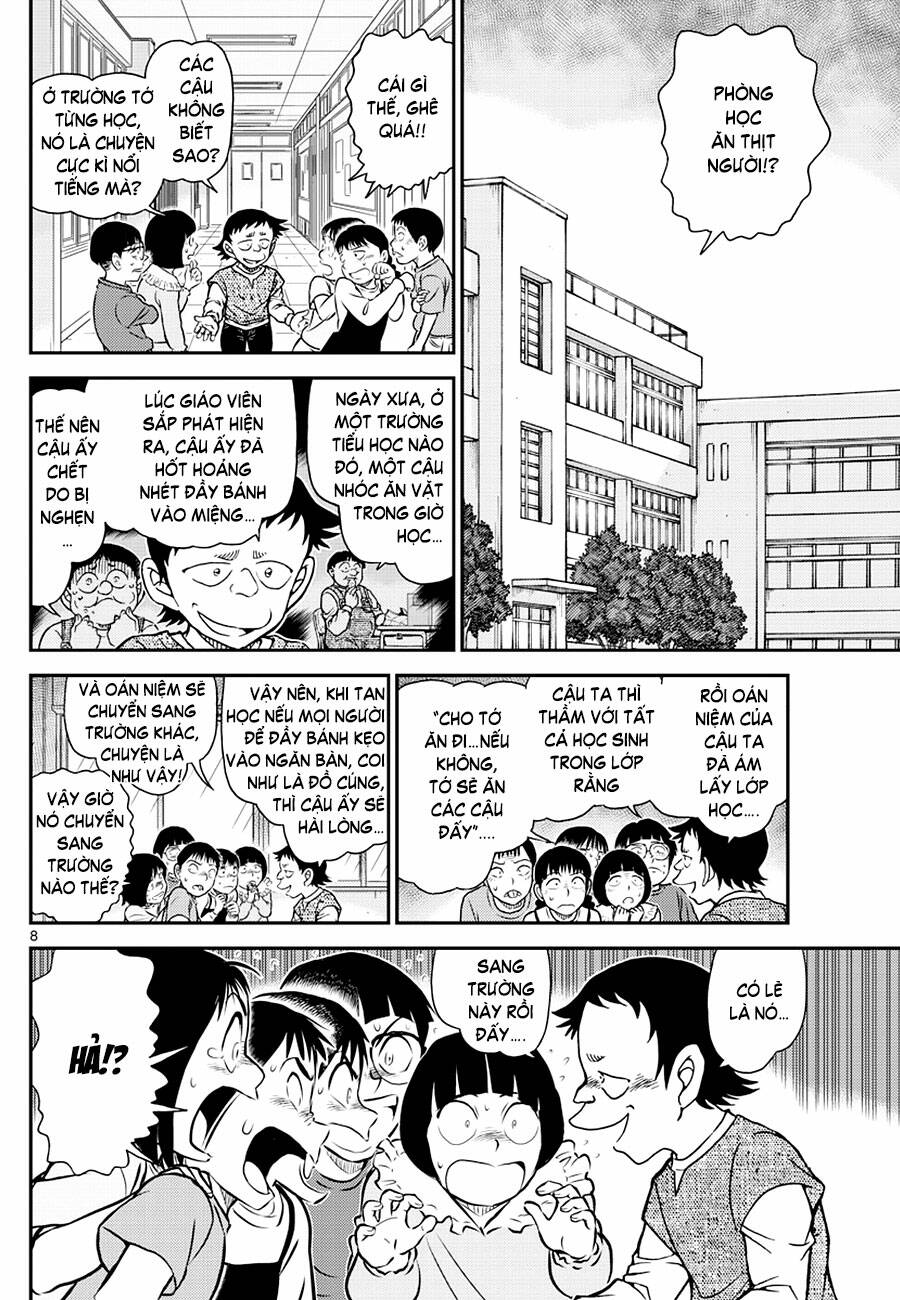 PHÒNG
HỌC
ĂN THỊT
NGƯỜI!?
CÁI GÌ
THẾ, GHÊ
QUÁ!!
CÁC
CẬU
KHÔNG
BIẾT
SAO?
Ở TRƯỜNG TỚ
TỪNG HỌC,
NÓ LÀ CHUYỆN
CỰC KÌ NỔI
TIẾNG MÀ?
NGÀY XƯA, Ở
MỘT TRƯỜNG
TIỂU HỌC NÀO
ĐÓ, MỘT CẬU
NHÓC ĂN VẶT
TRONG GIỜ
HỌC...
LÚC GIÁO VIÊN
SẮP PHÁT HIỆN
RA, CẬU ẤY ĐÃ
HỐT HOẢNG
NHÉT ĐẦY BÁNH
VÀO MIỆNG...
THẾ NÊN
CẬU ẤY
CHẾT
DO BỊ
NGHẸN
...
RỒI OÁN
NIỆM CỦA
CẬU TA
ĐÃ ÁM
LẤY LỚP
HỌC....
CẬU TA THÌ
THẦM VỚI TẤT
CẢ HỌC SINH
TRONG LỚP
RẰNG
"CHO TỚ
ĂN ĐI...NẾU
KHÔNG,
TỚ SẼ ĂN
CÁC CẬU
ĐẤY"....
VẬY NÊN, KHI TAN
HỌC NẾU MỌI NGƯỜI
ĐỂ ĐẦY BÁNH KẸO
VÀO NGĂN BÀN, COI
NHƯ LÀ ĐỒ CÚNG,
THÌ CẬU ẤY SẼ
HÀI LÒNG...
VÀ OÁN NIỆM SẼ
CHUYỂN SANG
TRƯỜNG KHÁC,
CHUYỆN LÀ
NHƯ VẬY!
VẬY GIỜ
NÓ CHUYỂN
SANG
TRƯỜNG
NÀO THẾ?
8
CÓ LẼ
LÀ NÓ...
SANG
TRƯỜNG
NÀY RỒI
ĐẤY....
HẢ!?